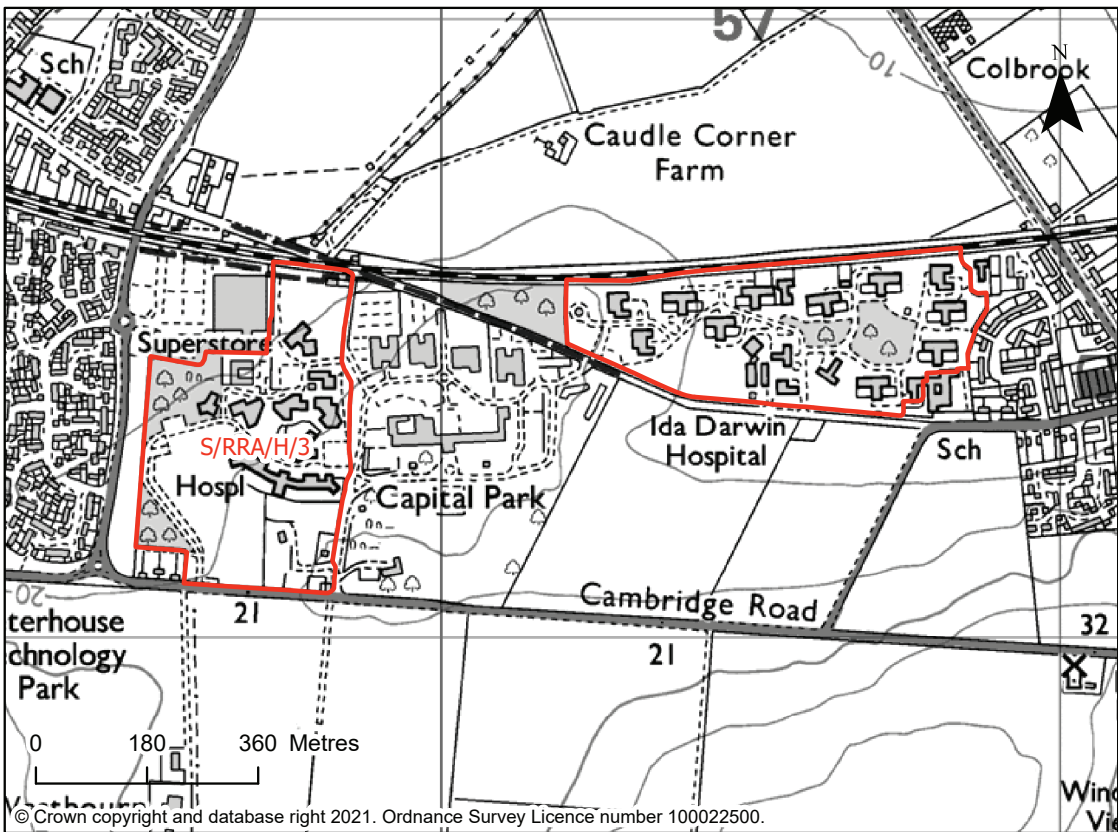 57
Sch
N
10
Colbrook
Caudle Corner
Farm
Superstore
S/RRA/H/3
Hospl
Capital Park
Ida Darwin
Hospital
Sch
20
21
Cambridge Road
21
32
terhouse
chnology
Park
0 180 360 Metres
Wind
Vis
© Crown copyright and database right 2021. Ordnance Survey Licence number 100022500.